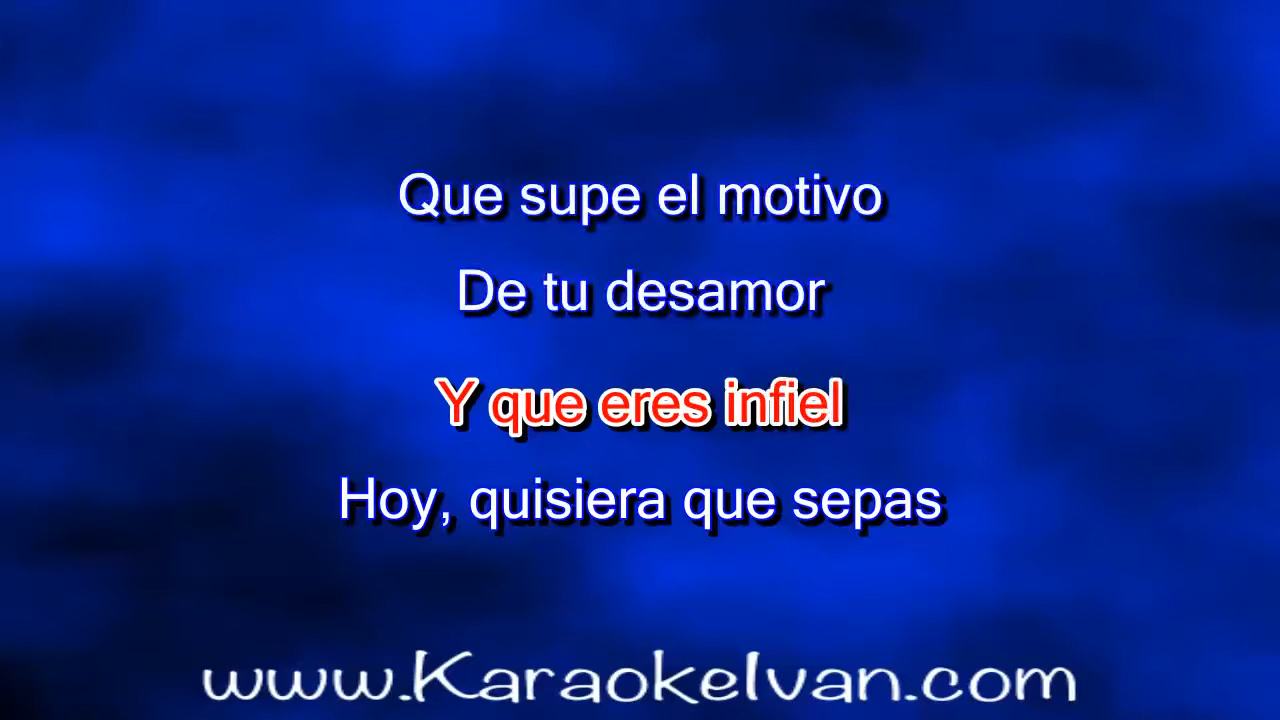 Que supe el motivo
De tu desamor
Y que eres infiel
Hoy, quisiera que sepas
www.KaraokeIvan.com